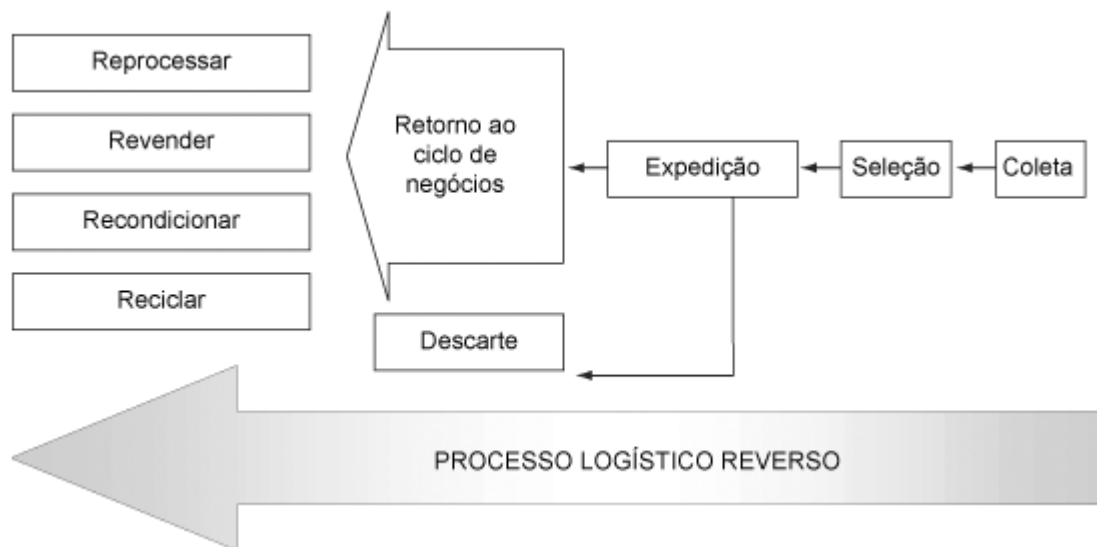 Reprocessar
Revender
Recondicionar
Reciclar
Retorno ao
ciclo de
negócios
Expedição
Seleção
Coleta
Descarte
PROCESSO LOGÍSTICO REVERSO